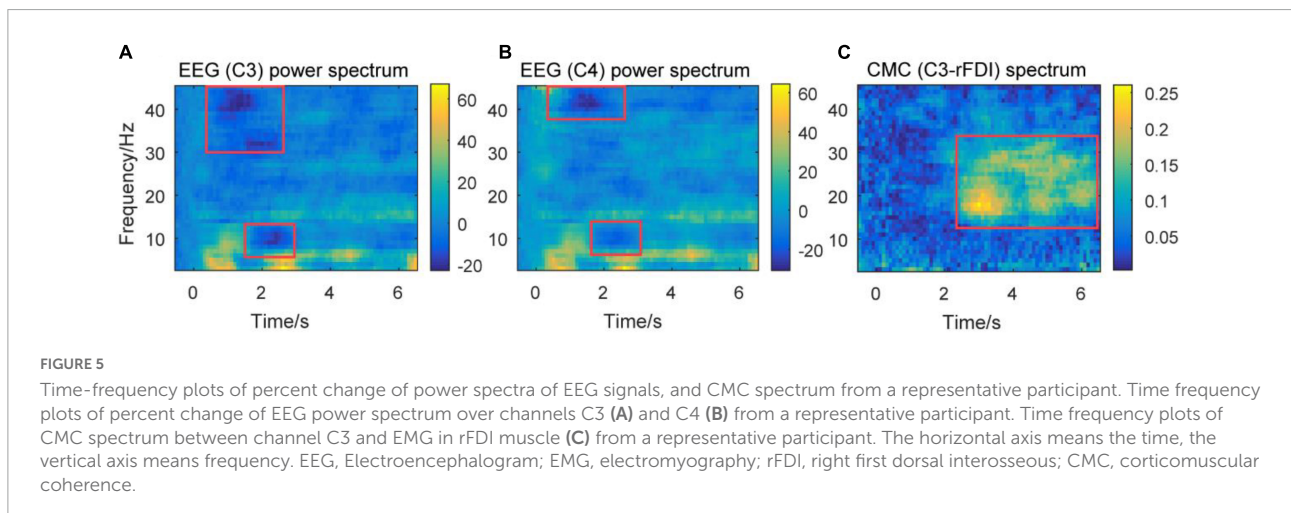 A
B
C
EEG (C3) power spectrum
EEG (C4) power spectrum
CMC (C3-rFDI) spectrum
Frequency/Hz
40
30
20
10
0 2 4 6
Time/s
60
40
20
0
-20
40
30
20
10
0 2 4 6
Time/s
60
40
20
0
-20
40
30
20
10
0 2 4 6
Time/s
0.25
0.2
0.15
0.1
0.05
FIGURE 5
Time-frequency plots of percent change of power spectra of EEG signals, and CMC spectrum from a representative participant. Time frequency
plots of percent change of EEG power spectrum over channels C3 (A) and C4 (B) from a representative participant. Time frequency plots of
CMC spectrum between channel C3 and EMG in rFDI muscle (C) from a representative participant. The horizontal axis means the time, the
vertical axis means frequency. EEG, Electroencephalogram; EMG, electromyography; rFDI, right first dorsal interosseous; CMC, corticomuscular
coherence.